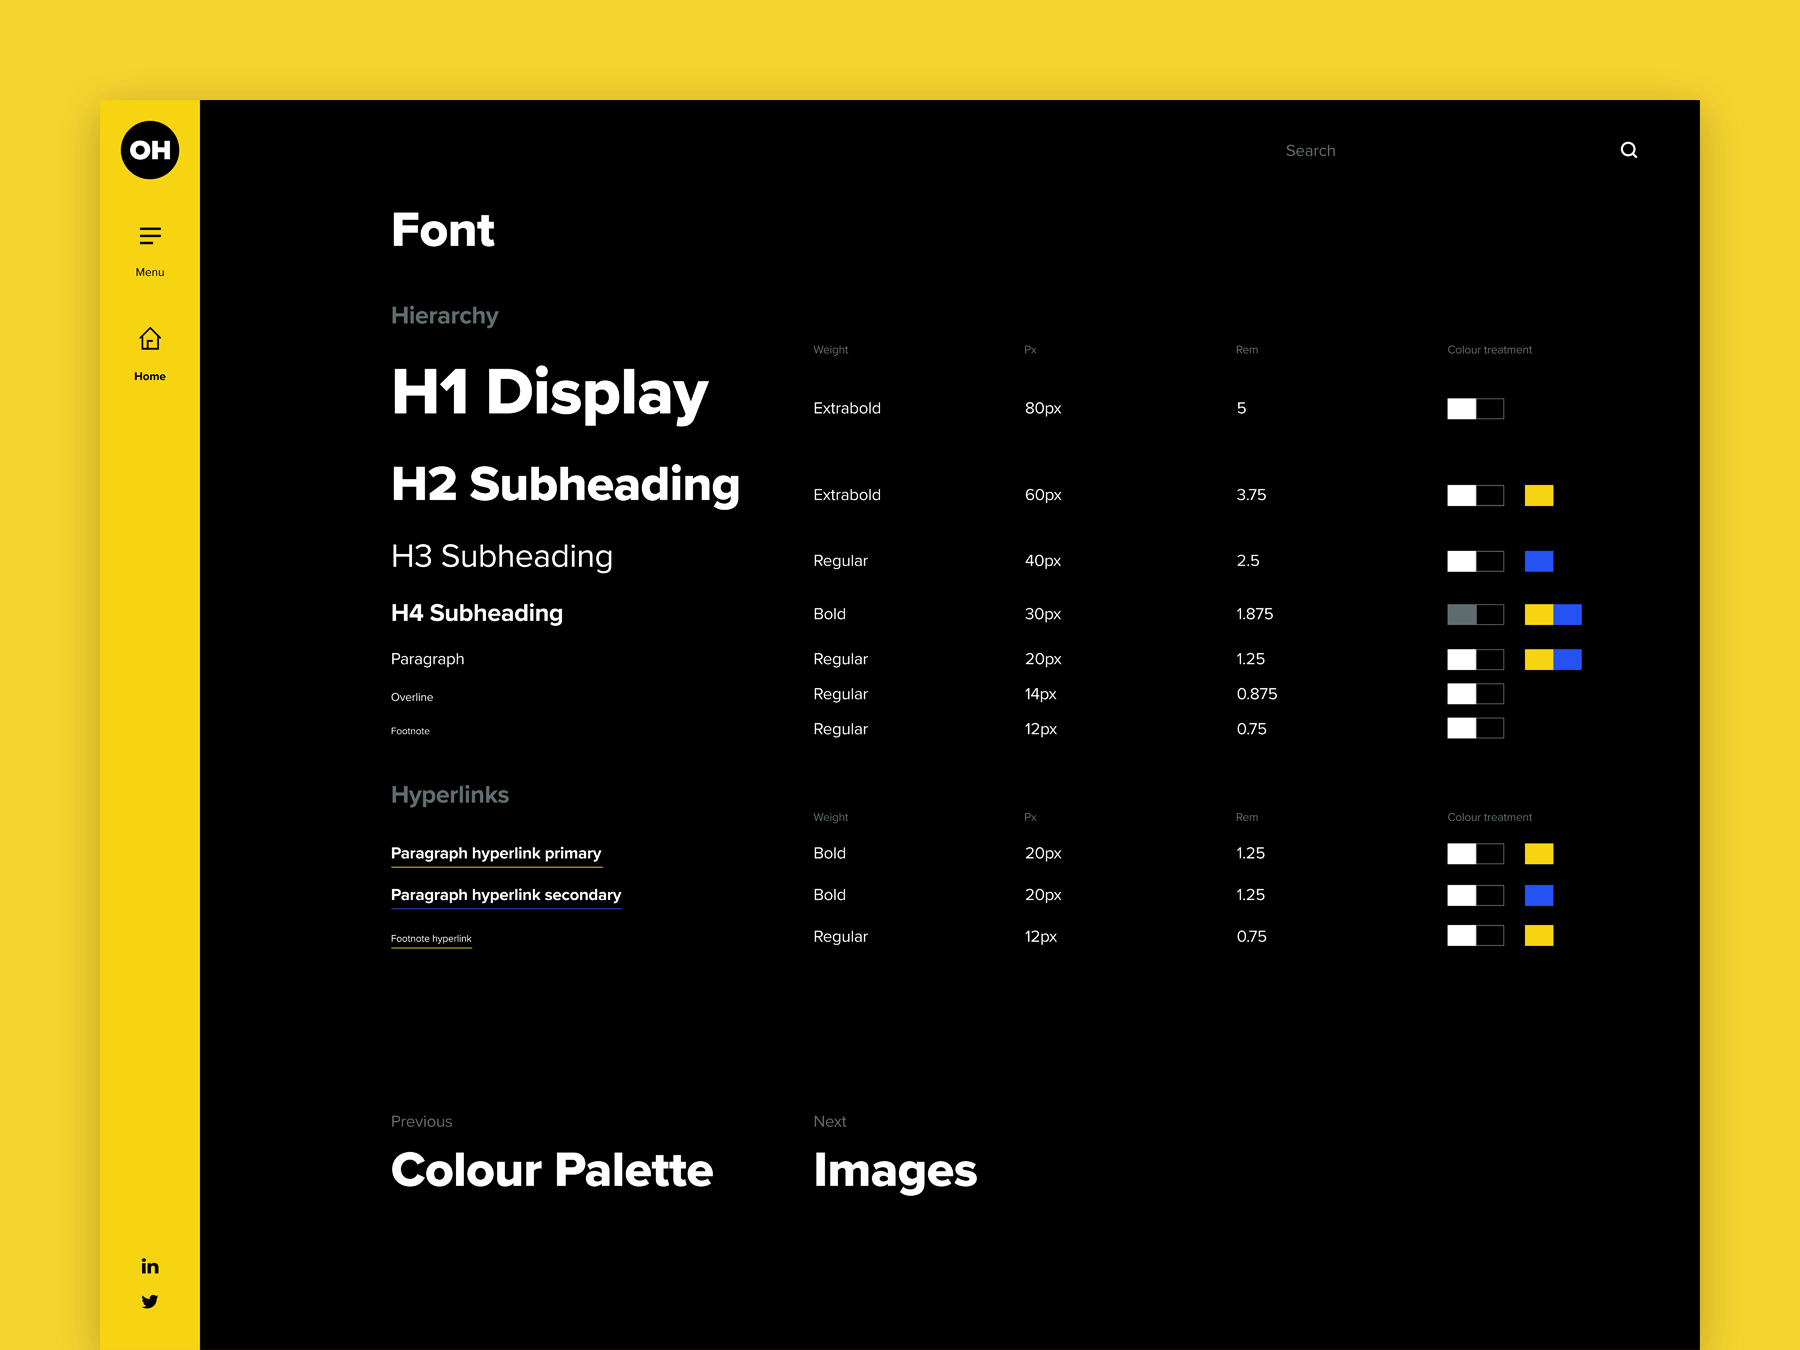 OH
Menu
Home
Search
Font
Hierarchy
Weight Px Rem Colour treatment
H1 Display Extrabold 80px 5
H2 Subheading Extrabold 60px 3.75
H3 Subheading Regular 40px 2.5
H4 Subheading Bold 30px 1.875
Paragraph Regular 20px 1.25
Overline Regular 14px 0.875
Footnote Regular 12px 0.75
Hyperlinks
Weight Px Rem Colour treatment
Paragraph hyperlink primary Bold 20px 1.25
Paragraph hyperlink secondary Bold 20px 1.25
Footnote hyperlink Regular 12px 0.75
Previous Next
Colour Palette Images
in